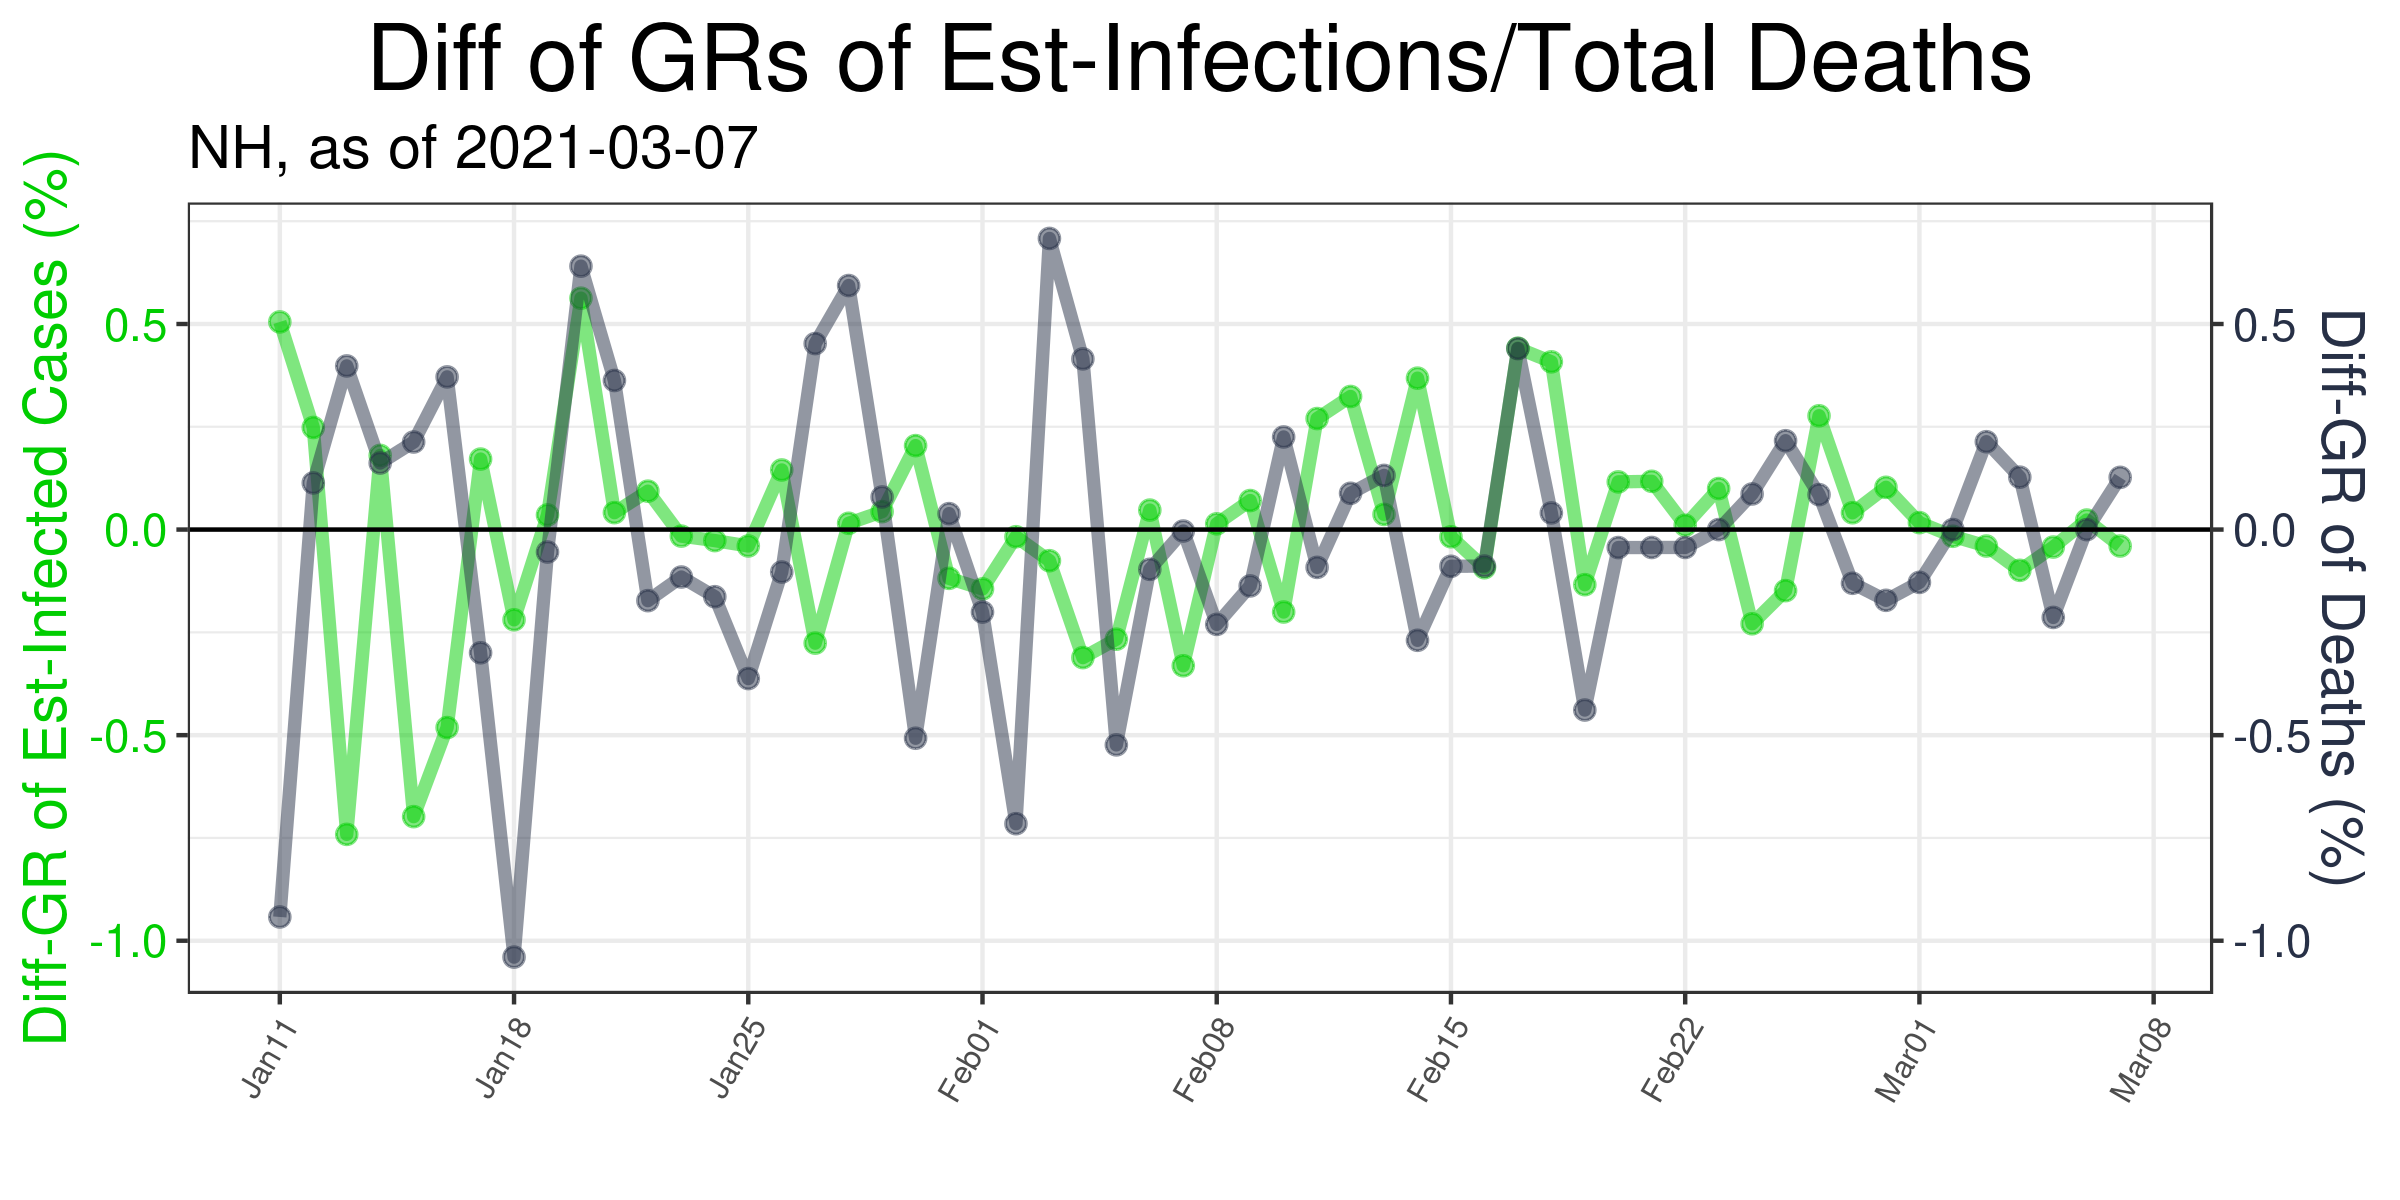 Diff of GRs of Est-Infections/Total Deaths
NH, as of 2021-03-07
Diff-GR of Est-Infected Cases (%)
0.5
0.0
-0.5
-1.0
0.5
0.0
-0.5
-1.0
Diff-GR of Deaths (%)
Jan11
Jan18
Jan25
Feb01
Feb08
Feb15
Feb22
Mar01
Mar08